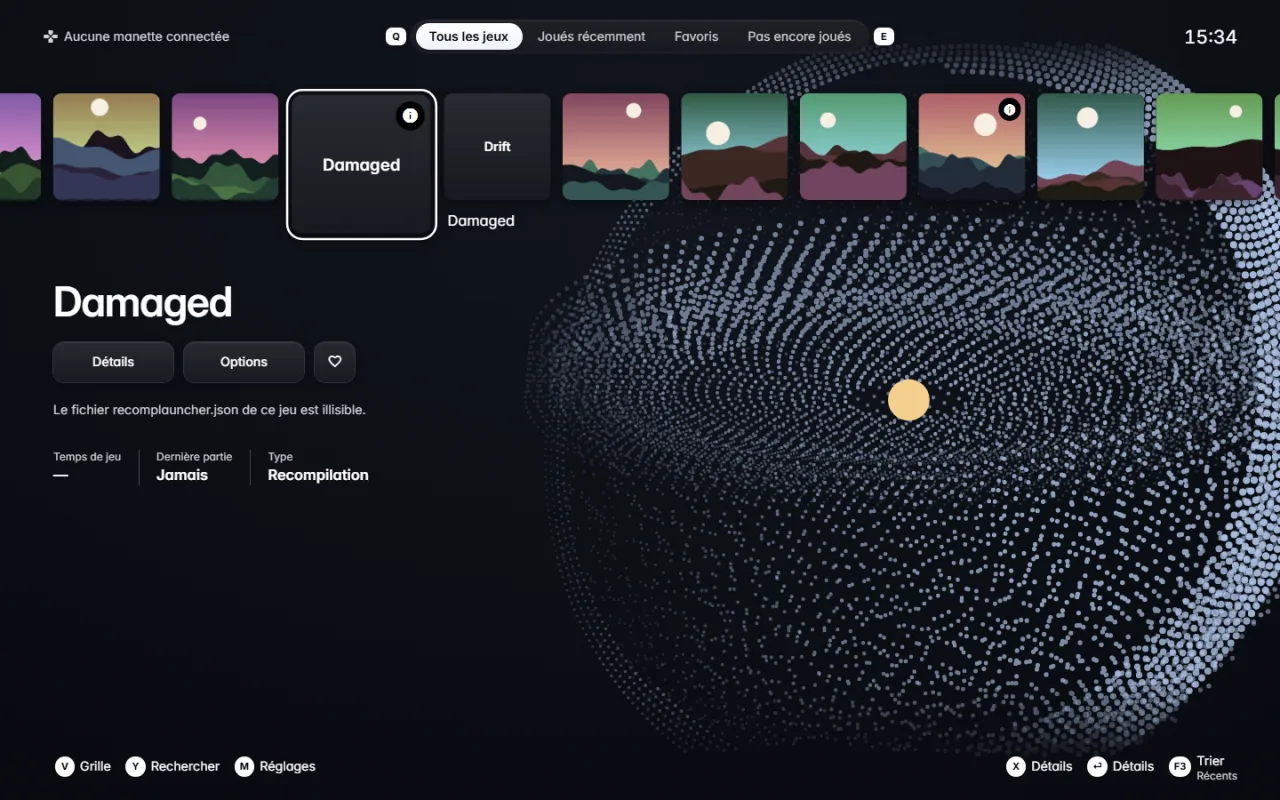 Aucune manette connectée
Q
Tous les jeux
Joués récemment
Favoris
Pas encore joués
E
15:34
Damaged
Drift
Damaged
Damaged
Détails
Options
Le fichier recomplauncher.json de ce jeu est illisible.
Temps de jeu
—
Dernière partie
Jamais
Type
Recompilation
V Grille
Y Rechercher
M Réglages
X Détails
Détails
F3 Trier
Récents